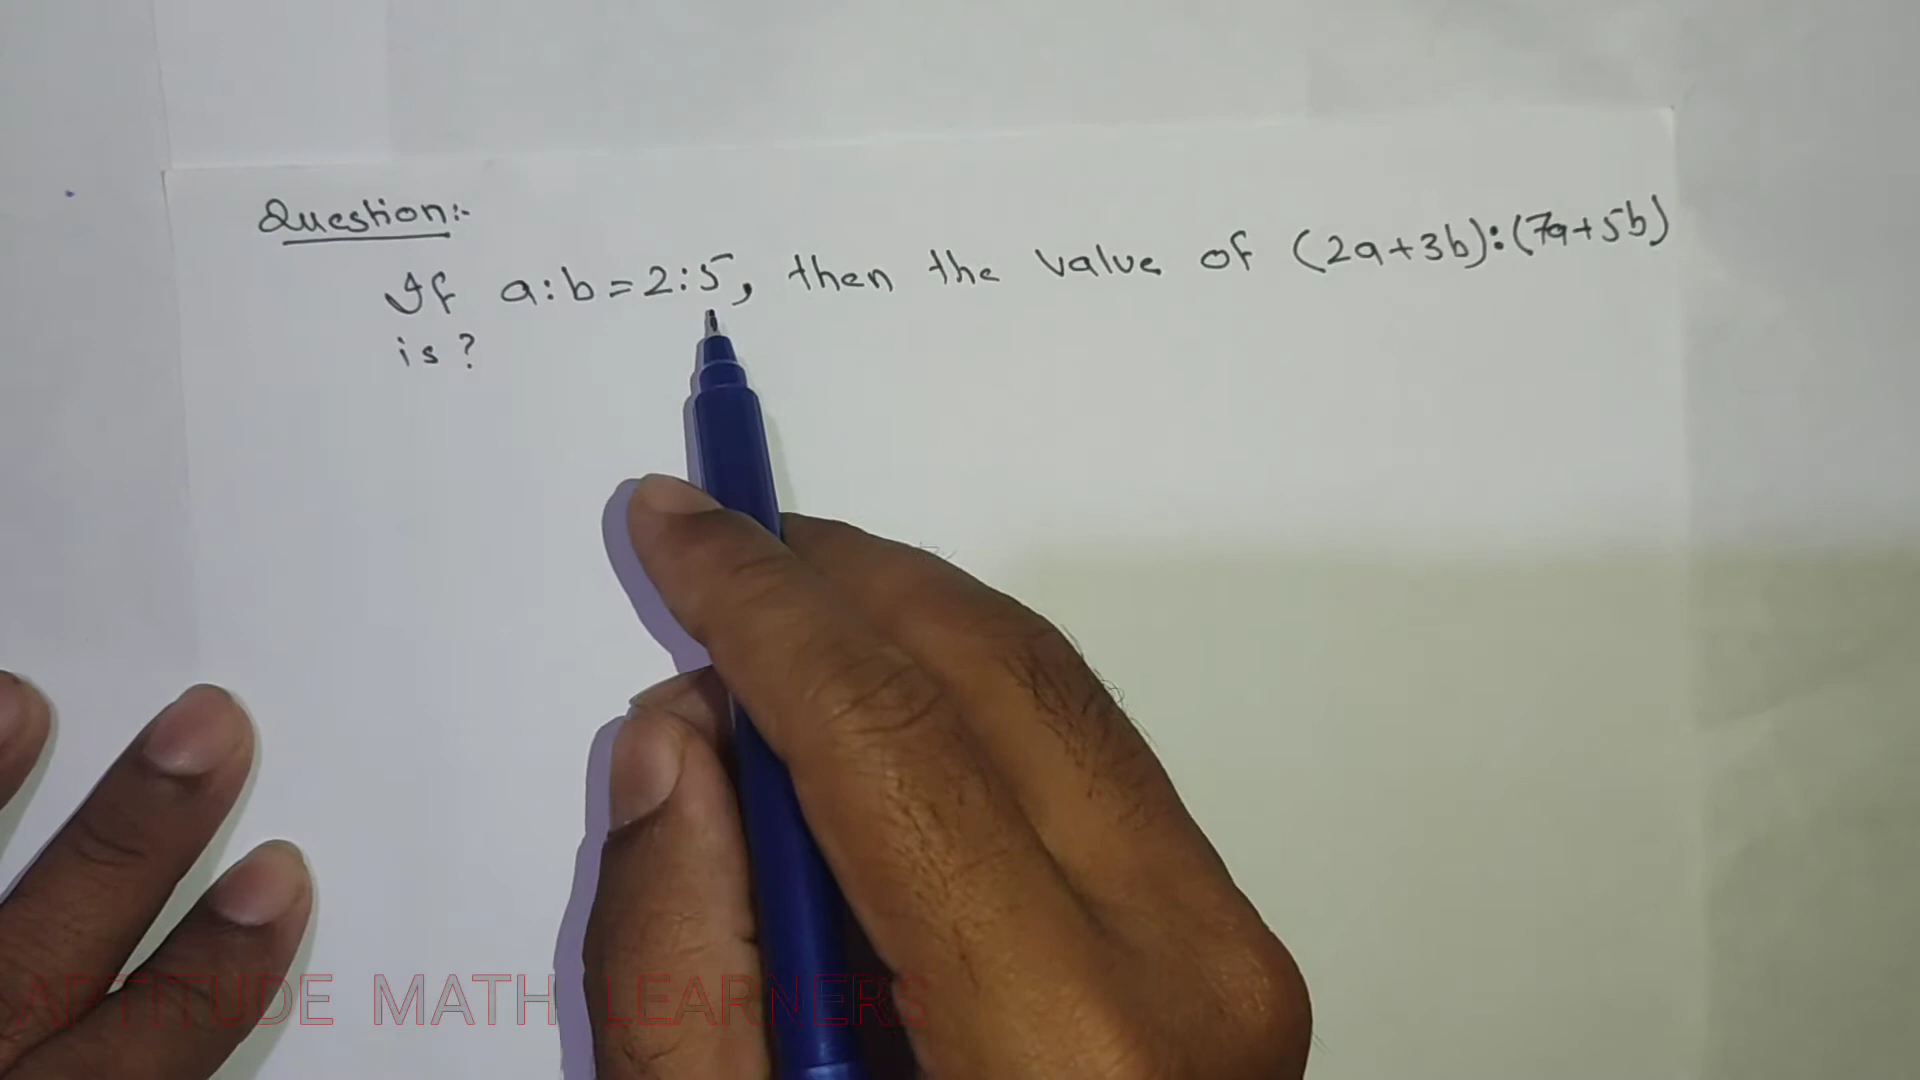 Question:-
If a:b=2:5, then the value of (2a+3b):(7a+5b)
is?
APTITUDE MATH LEARNERS